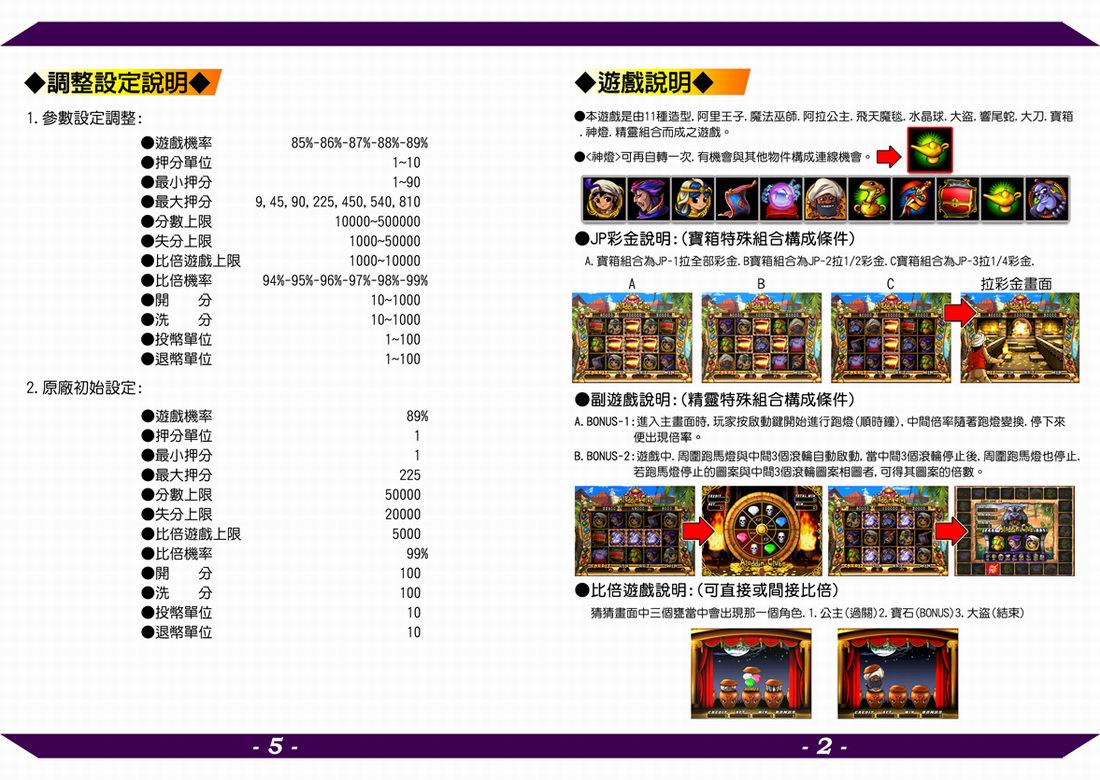 ◆調整設定說明◆
1.參數設定調整:
●遊戲機率 85%-86%-87%-88%-89%
●押分單位 1~10
●最小押分 1~90
●最大押分 9,45,90,225,450,540,810
●分數上限 10000~500000
●失分上限 1000~50000
●比倍遊戲上限 1000~10000
●比倍機率 94%-95%-96%-97%-98%-99%
●開 分 10~1000
●洗 分 10~1000
●投幣單位 1~100
●退幣單位 1~100
2.原廠初始設定:
●遊戲機率 89%
●押分單位 1
●最小押分 1
●最大押分 225
●分數上限 50000
●失分上限 20000
●比倍遊戲上限 5000
●比倍機率 99%
●開 分 100
●洗 分 100
●投幣單位 10
●退幣單位 10
- 5 -
◆遊戲說明◆
●本遊戲是由11種造型.阿里王子.魔法巫師.阿拉公主.飛天魔毯.水晶球.大盜.響尾蛇.大刀.寶箱
.神燈.精靈組合而成之遊戲。
●<神燈>可再自轉一次.有機會與其他物件構成連線機會。
●JP彩金說明:(寶箱特殊組合構成條件)
A.寶箱組合為JP-1拉全部彩金.B寶箱組合為JP-2拉1/2彩金.C寶箱組合為JP-3拉1/4彩金.
A B C 拉彩金畫面
●副遊戲說明:(精靈特殊組合構成條件)
A.BONUS-1:進入主畫面時,玩家按啟動鍵開始進行跑燈(順時鐘),中間倍率隨著跑燈變換.停下來
便出現倍率。
B.BONUS-2:遊戲中.周圍跑馬燈與中間3個滾輪自動啟動,當中間3個滾輪停止後.周圍跑馬燈也停止.
若跑馬燈停止的圖案與中間3個滾輪圖案相圖者,可得其圖案的倍數。
●比倍遊戲說明:(可直接或間接比倍)
猜猜畫面中三個甕當中會出現那一個角色.1.公主(過關)2.寶石(BONUS)3.大盜(結束)
- 2 -